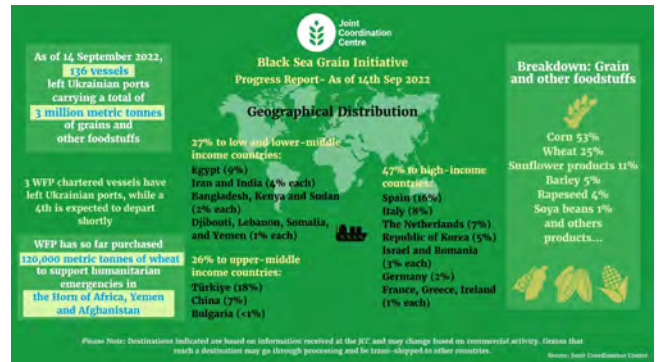 Joint
Coordination
Centre
Black Sea Grain Initiative
Progress Report- As of 14th Sep 2022
As of 14 September 2022,
136 vessels
left Ukrainian ports
carrying a total of
3 million metric tonnes
of grains and
other foodstuffs
3 WFP chartered vessels have
left Ukrainian ports, while a
4th is expected to depart
shortly
WFP has so far purchased
120,000 metric tonnes of wheat
to support humanitarian
emergencies in
the Horn of Africa, Yemen
and Afghanistan
Geographical Distribution
27% to low and lower-middle
income countries:
Egypt (9%)
Iran and India (4% each)
Bangladesh, Kenya and Sudan
(2% each)
Djibouti, Lebanon, Somalia,
and Yemen (1% each)
26% to upper-middle
income countries:
Türkiye (18%)
China (7%)
Bulgaria (<1%)
47% to high-income
countries:
Spain (16%)
Italy (8%)
The Netherlands (7%)
Republic of Korea (5%)
Israel and Romania
(3% each)
Germany (2%)
France, Greece, Ireland
(1% each)
Breakdown: Grain
and other foodstuffs
Corn 53%
Wheat 25%
Sunflower products 11%
Barley 5%
Rapeseed 4%
Soya beans 1%
and others
products...
Please Note: Destinations indicated are based on information received at the JCC and may change based on commercial activity. Grains that
reach a destination may go through processing and be trans-shipped to other countries.
Source: Joint Coordination Centre